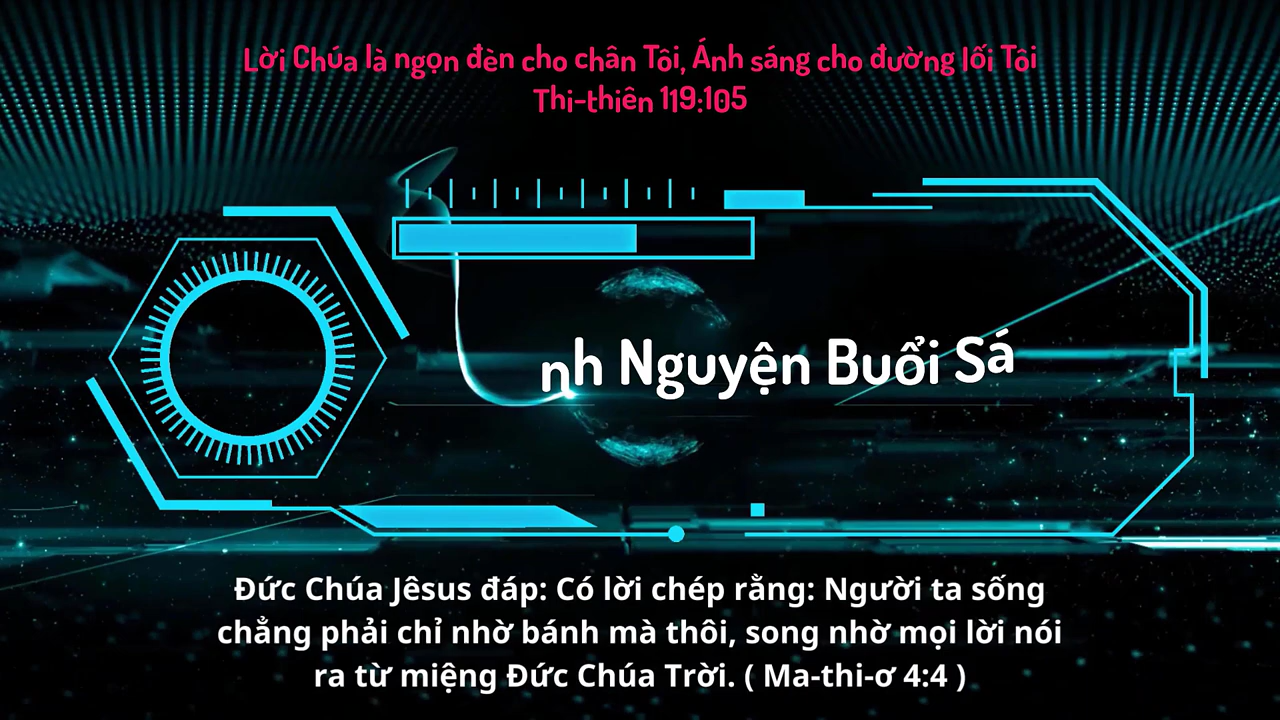 Lời Chúa là ngọn đèn cho chân Tôi, Ánh sáng cho đường lối Tôi
Thi-thiên 119:105
nh Nguyện Buổi Sá
Đức Chúa Jêsus đáp: Có lời chép rằng: Người ta sống
chẳng phải chỉ nhờ bánh mà thôi, song nhờ mọi lời nói
ra từ miệng Đức Chúa Trời. ( Ma-thi-ơ 4:4 )